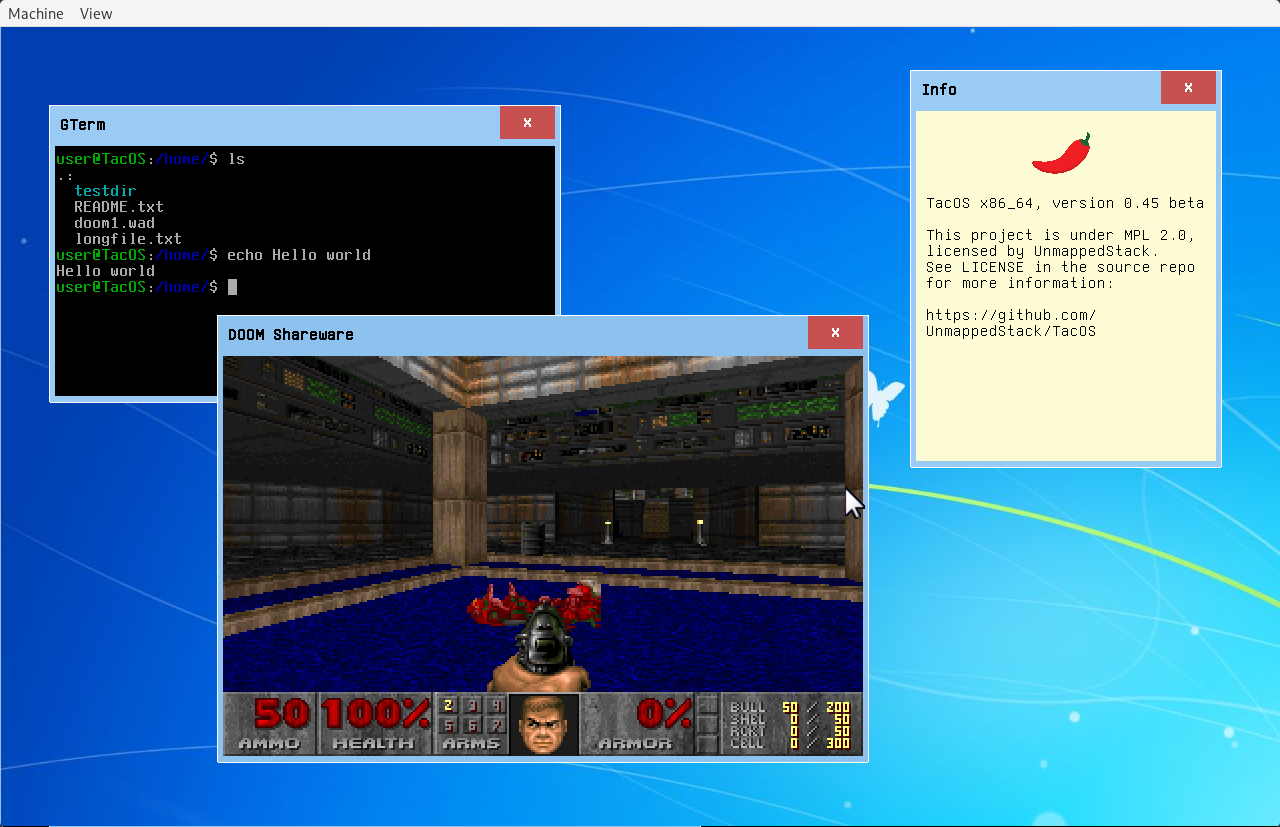 Machine View
GTerm x
user@TacOS:/home/$ ls
.:
testdir
README.txt
doom1.wad
longfile.txt
user@TacOS:/home/$ echo Hello world
Hello world
user@TacOS:/home/$
DOOM Shareware x
50 100% 2 3 4 0% BULL 50 / 200
5 6 7 SHEL 0 / 50
RCKT 0 / 50
AMMO HEALTH ARMS ARMOR CELL 0 / 300
Info x
TacOS x86_64, version 0.45 beta
This project is under MPL 2.0,
licensed by UnmappedStack.
See LICENSE in the source repo
for more information:
https://github.com/
UnmappedStack/TacOS